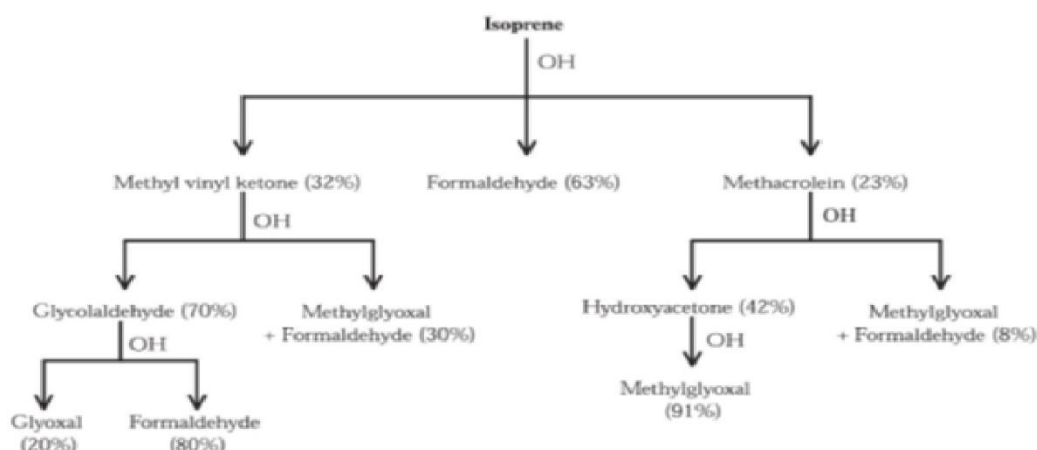 Isoprene
OH
Methyl vinyl ketone (32%)
Formaldehyde (63%)
Methacrolein (23%)
OH
OH
Glycolaldehyde (70%)
Methylglyoxal
+ Formaldehyde (30%)
Hydroxyacetone (42%)
Methylglyoxal
+ Formaldehyde (8%)
OH
OH
Glyoxal
(20%)
Formaldehyde
(80%)
Methylglyoxal
(91%)